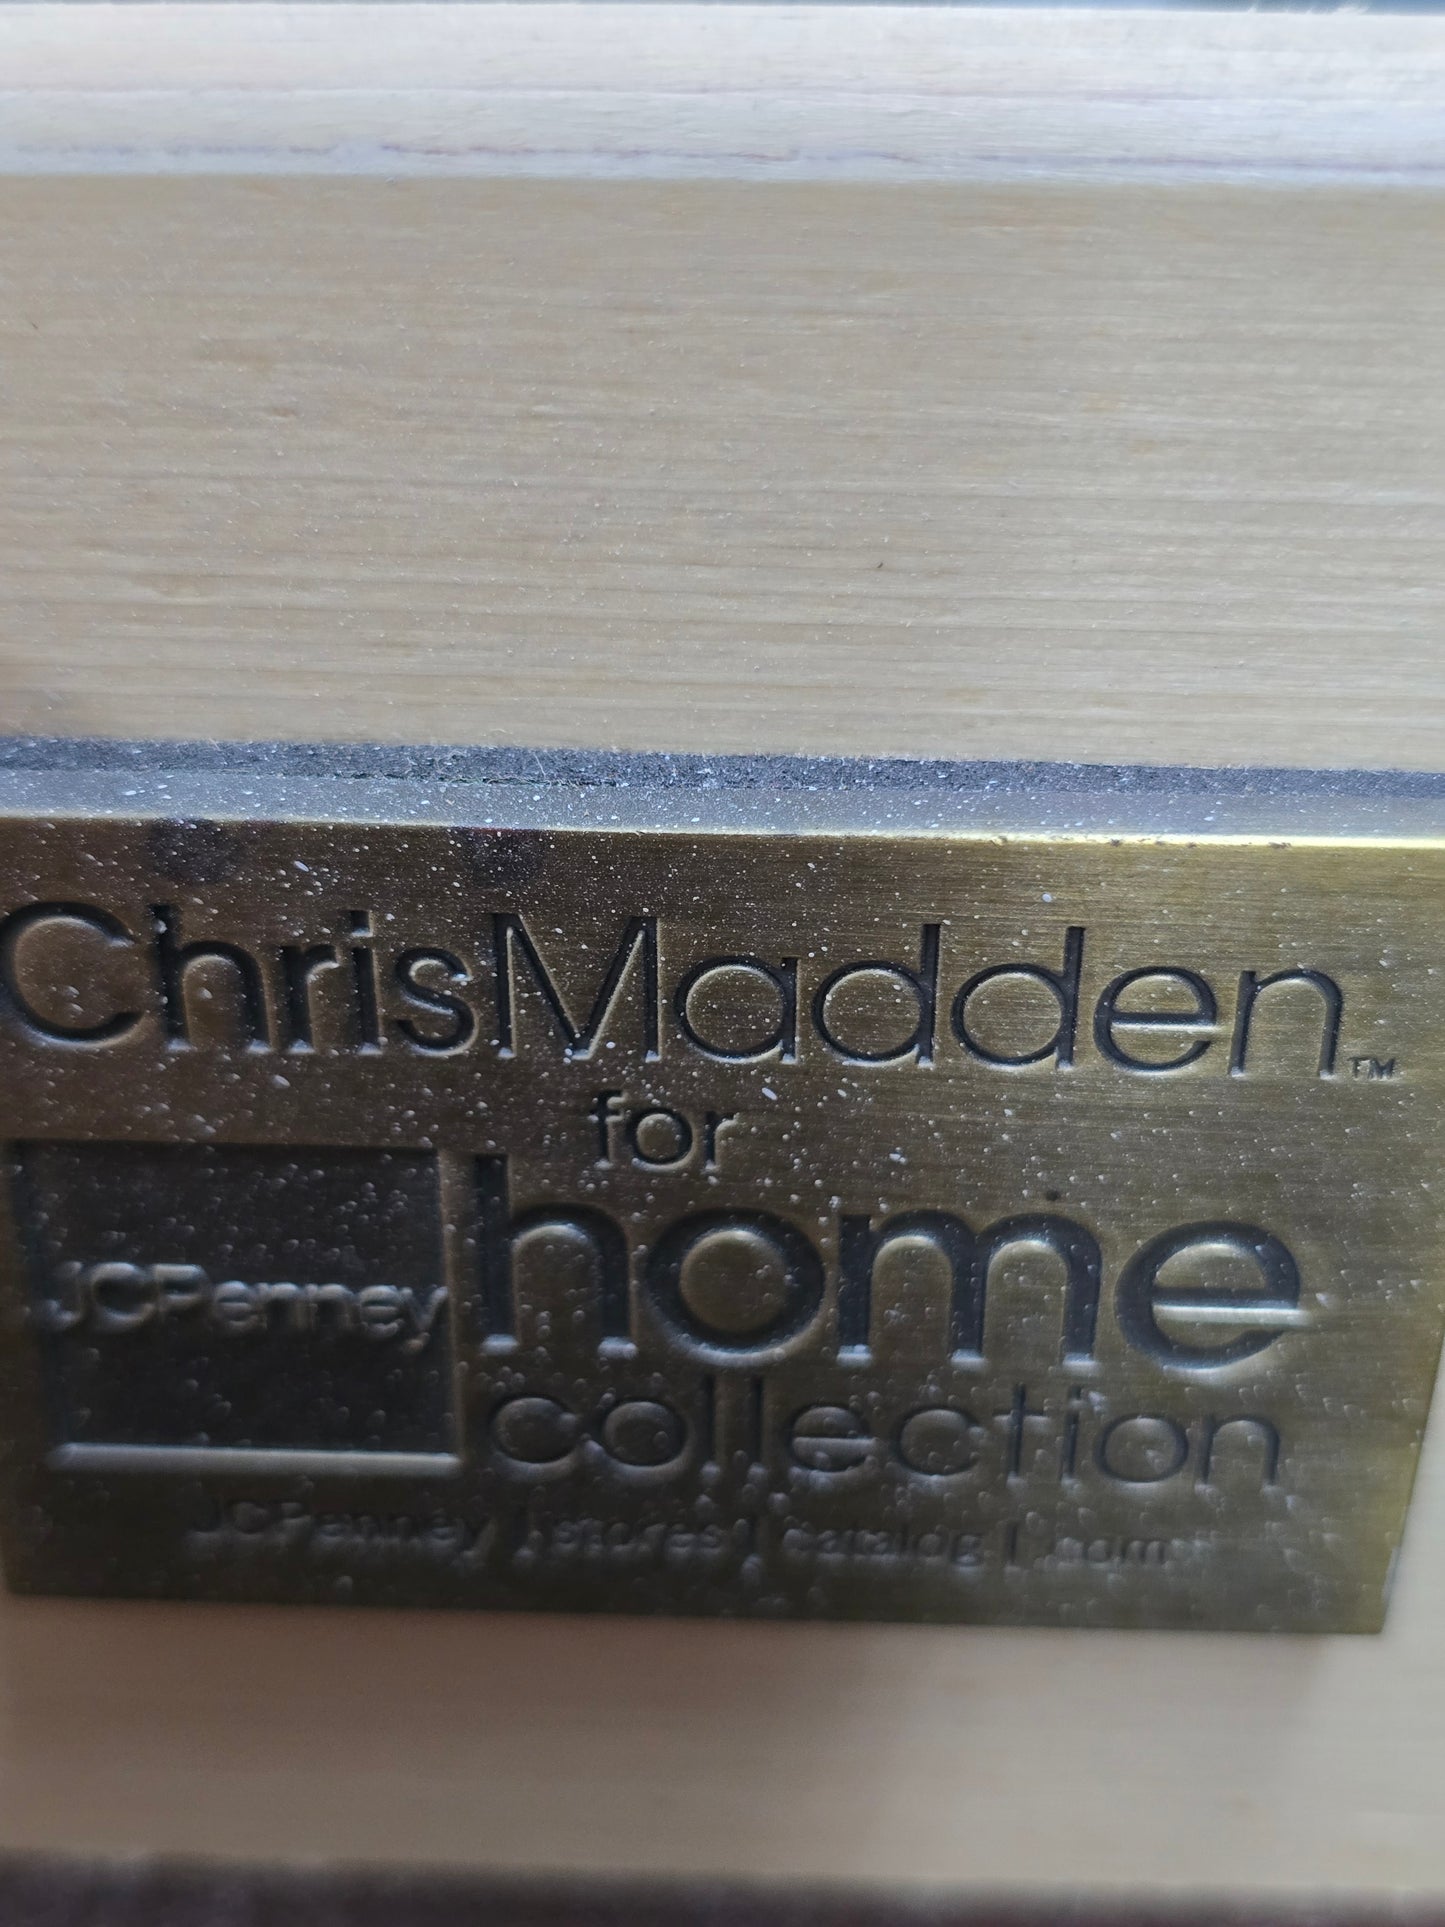 ChrisMadden™
for
JCPenney home
collection
JCPenney | stores | catalog | .com